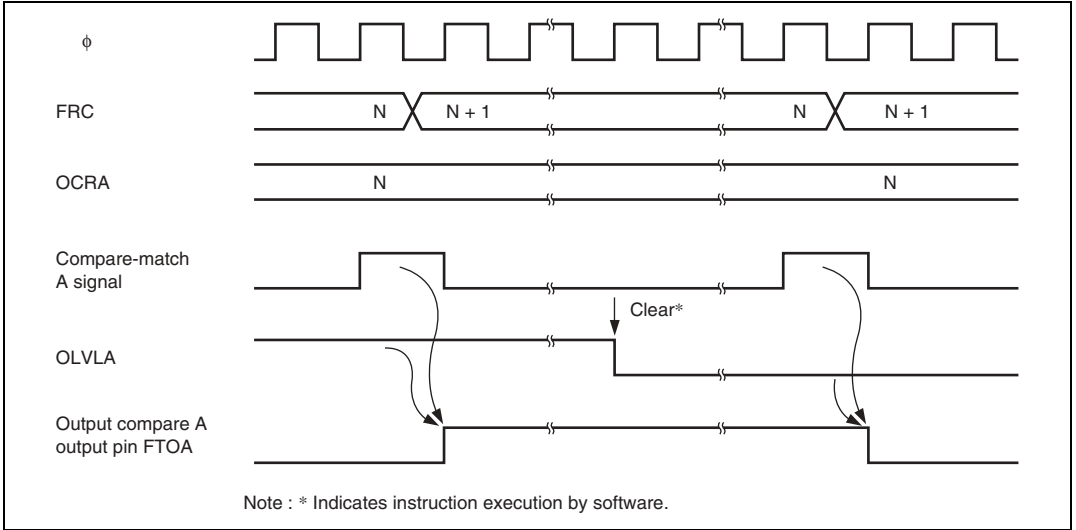 ϕ
FRC N N + 1 N N + 1
OCRA N N
Compare-match
A signal
Clear*
OLVLA
Output compare A
output pin FTOA
Note : * Indicates instruction execution by software.